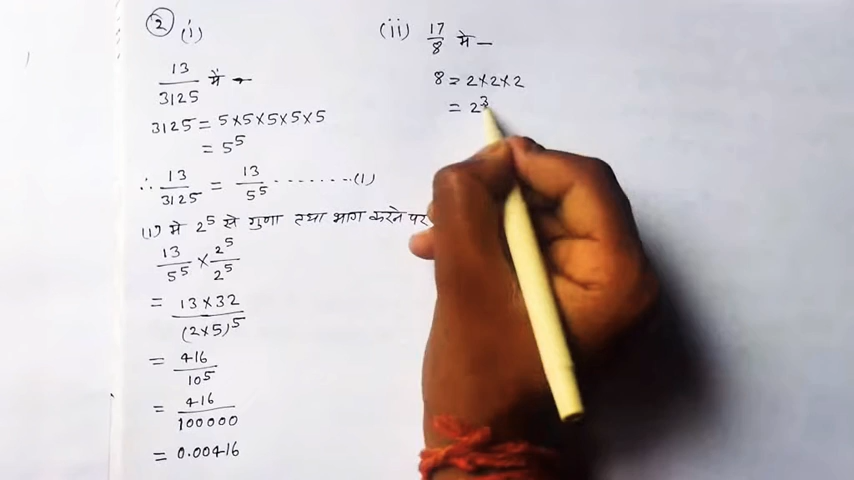 ② (i)
13/3125 में –
3125 = 5×5×5×5×5
= 5⁵
∴ 13/3125 = 13/5⁵ ........(1)
(1) मे 2⁵ से गुणा तथा भाग करने पर
13/5⁵ × 2⁵/2⁵
= 13×32/(2×5)⁵
= 416/10⁵
= 416/100000
= 0.00416
(ii) 17/8 मे –
8 = 2×2×2
= 2³